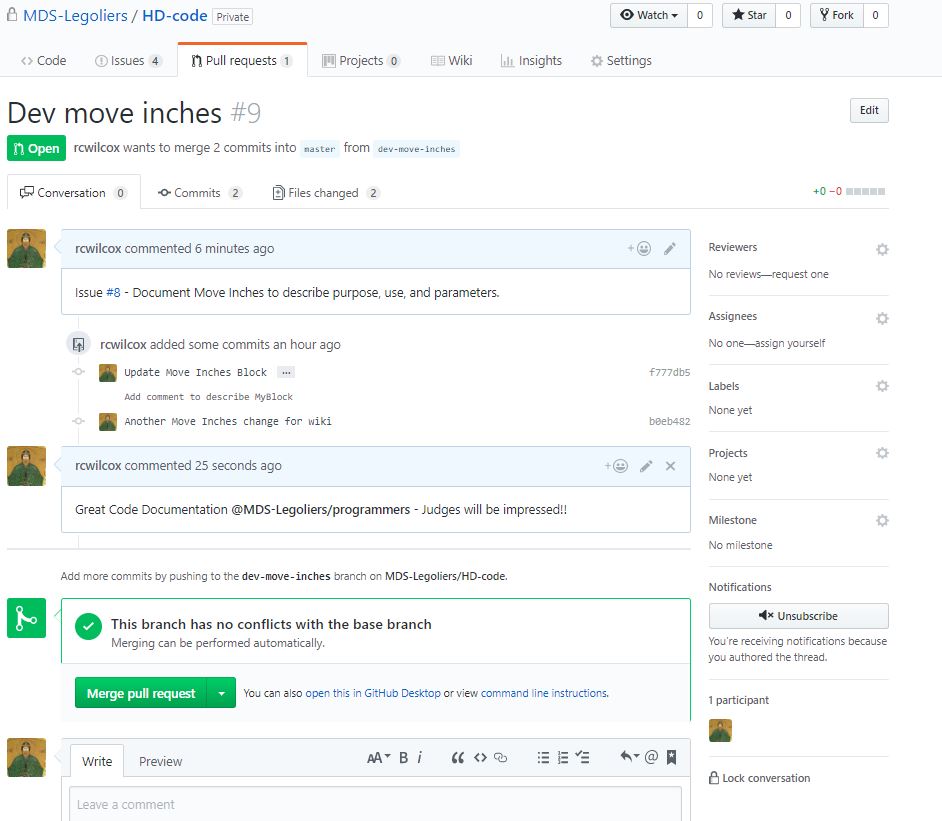 MDS-Legoliers / HD-code Private
Watch 0 Star 0 Fork 0
Code Issues 4 Pull requests 1 Projects 0 Wiki Insights Settings
Dev move inches #9
Edit
Open rcwilcox wants to merge 2 commits into master from dev-move-inches
Conversation 0 Commits 2 Files changed 2
+0 −0
rcwilcox commented 6 minutes ago
Issue #8 - Document Move Inches to describe purpose, use, and parameters.
rcwilcox added some commits an hour ago
Update Move Inches Block ... f777db5
Add comment to describe MyBlock
Another Move Inches change for wiki b0eb482
rcwilcox commented 25 seconds ago
Great Code Documentation @MDS-Legoliers/programmers - Judges will be impressed!!
Add more commits by pushing to the dev-move-inches branch on MDS-Legoliers/HD-code.
This branch has no conflicts with the base branch
Merging can be performed automatically.
Merge pull request You can also open this in GitHub Desktop or view command line instructions.
Write Preview AA B i
Leave a comment
Reviewers
No reviews—request one
Assignees
No one—assign yourself
Labels
None yet
Projects
None yet
Milestone
No milestone
Notifications
Unsubscribe
You're receiving notifications because
you authored the thread.
1 participant
Lock conversation